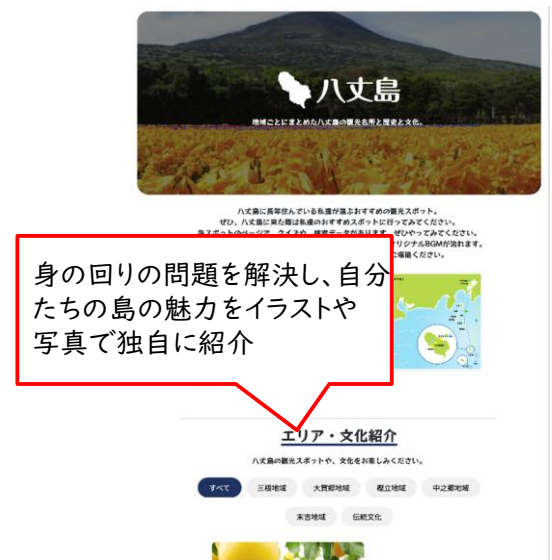 八丈島
地域ごとにまとめた八丈島の観光名所と歴史と文化。
八丈島に長年住んでいる私達が選ぶおすすめの観光スポット。
ぜひ、八丈島に来た際は私達のおすすめスポットに行ってみてください。
ぜひやってみてください。
リジナルBGMが流れます。
ご堪能ください。
身の回りの問題を解決し、自分
たちの島の魅力をイラストや
写真で独自に紹介
エリア・文化紹介
八丈島の観光スポットや、文化をお楽しみください。
すべて 三根地域 大賀郷地域 樫立地域 中之郷地域
末吉地域 伝統文化